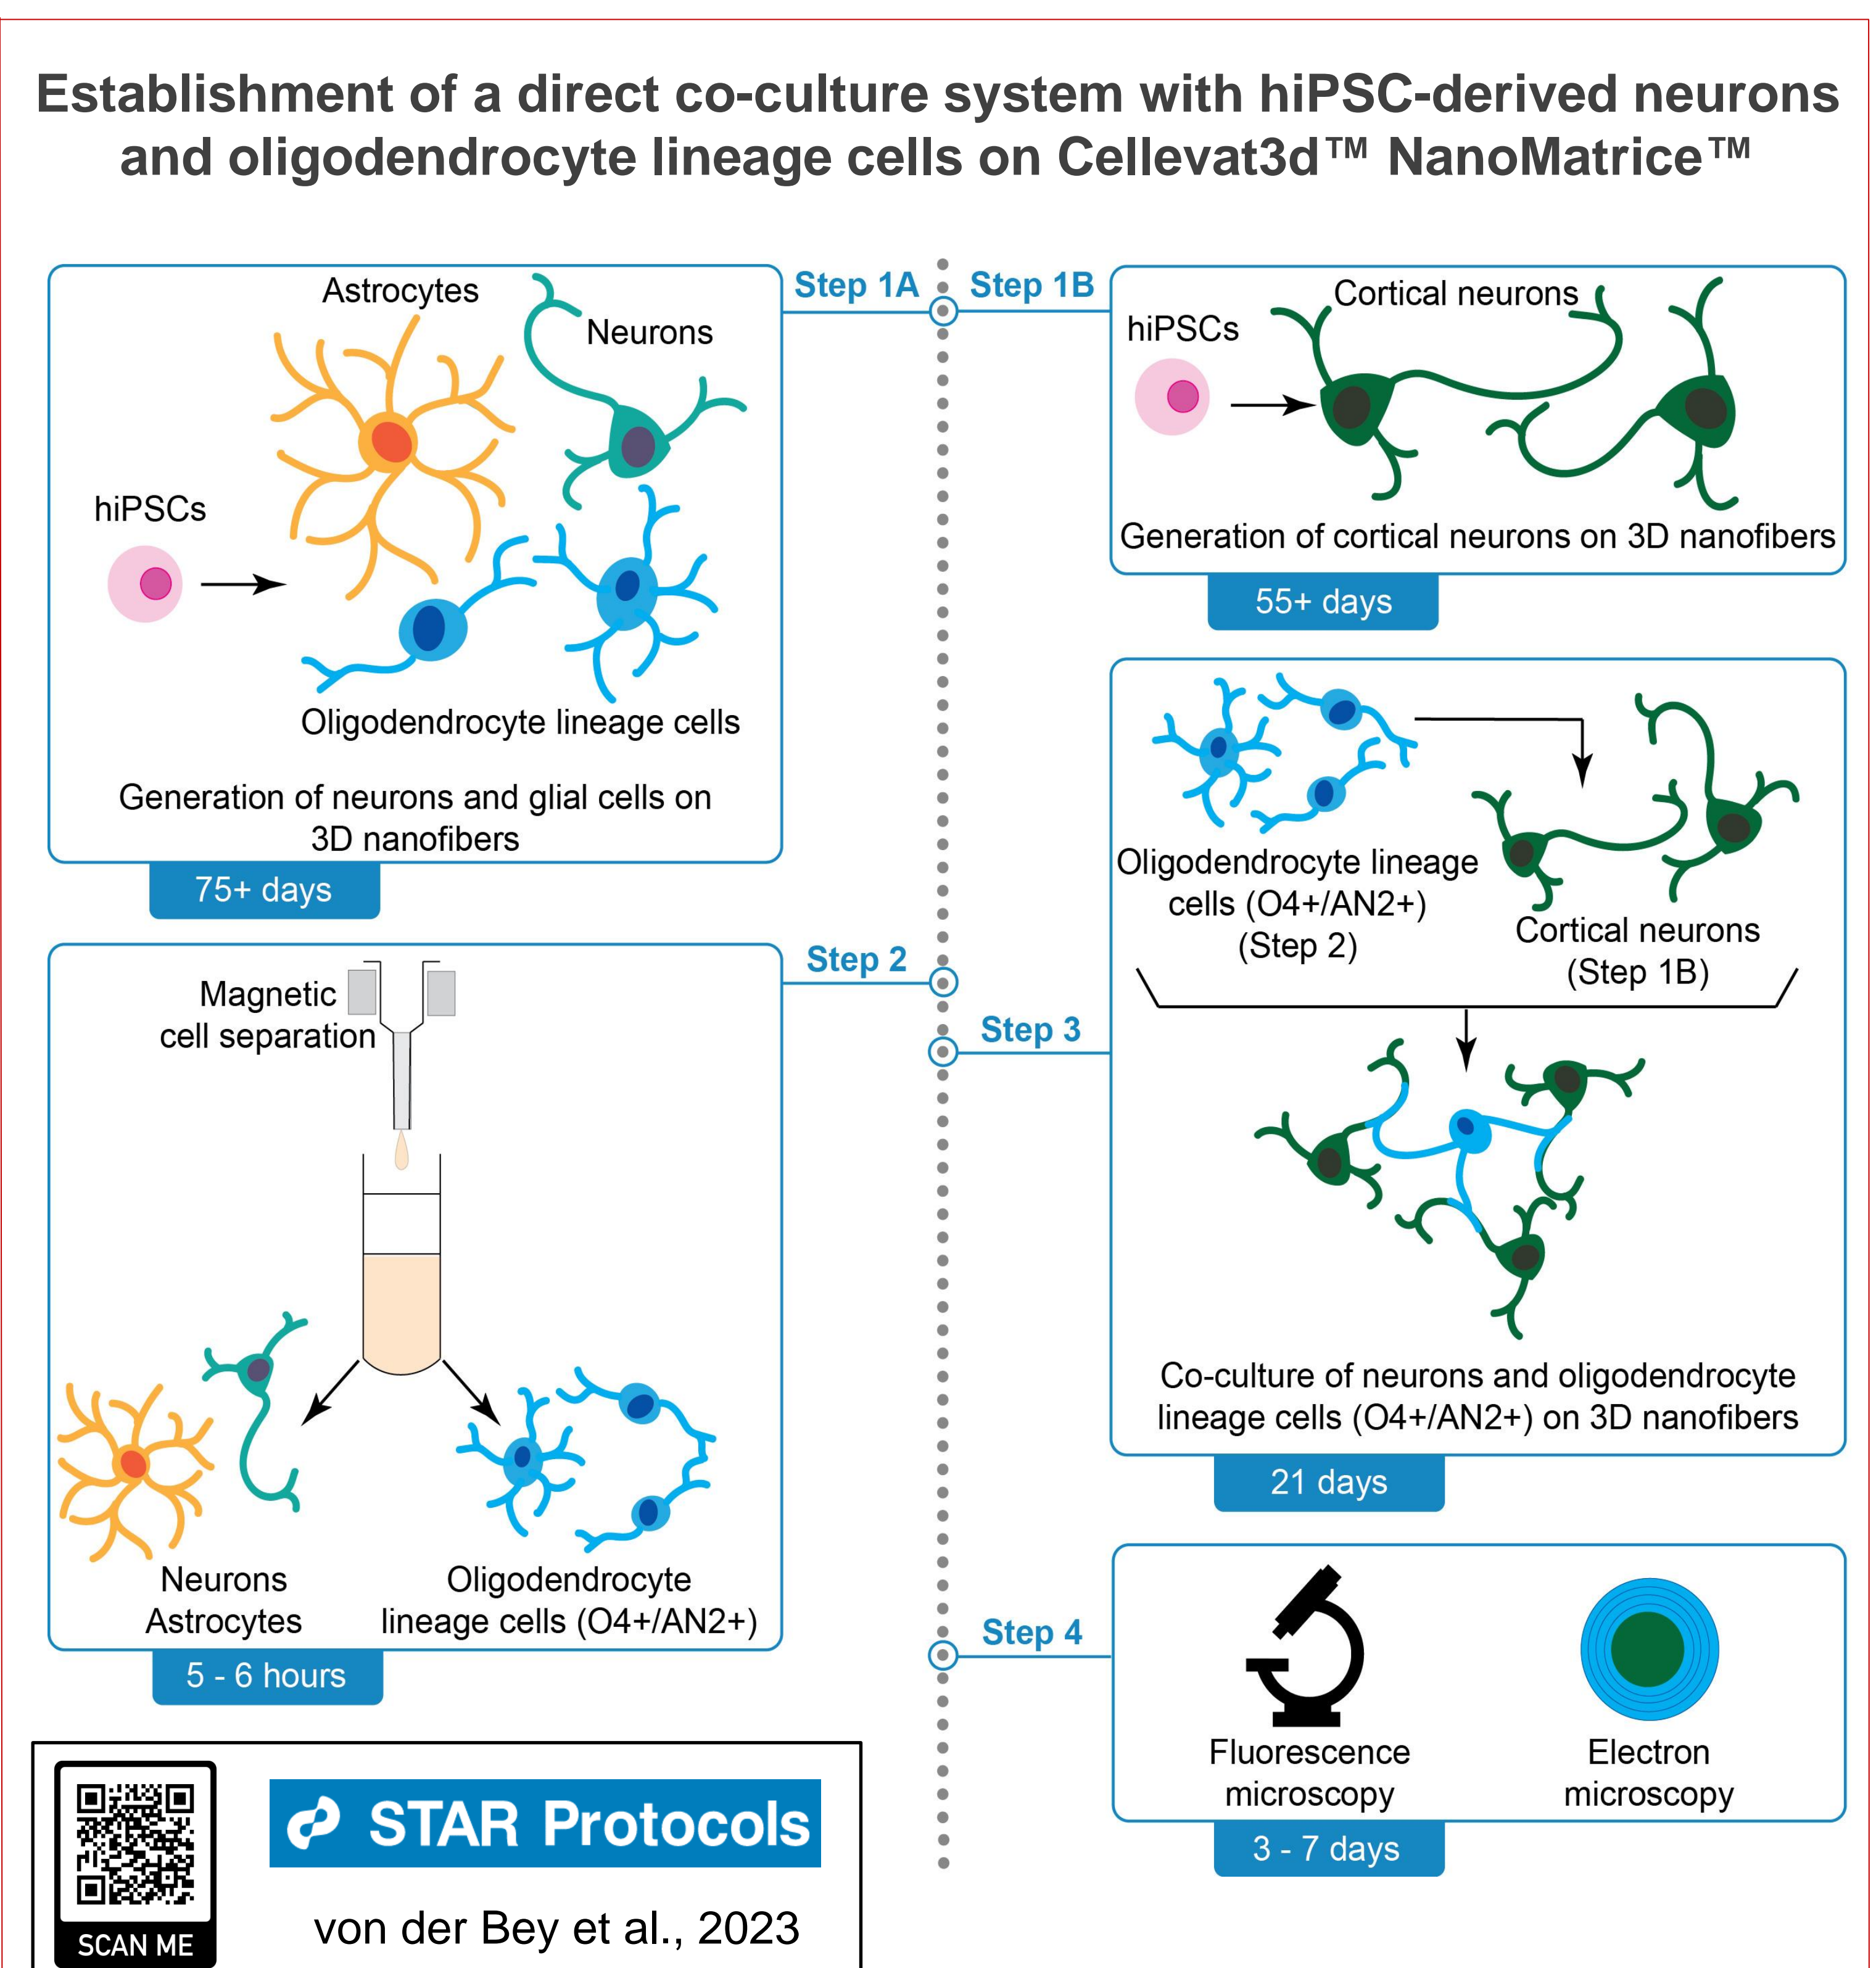 Establishment of a direct co-culture system with hiPSC-derived neurons
and oligodendrocyte lineage cells on Cellevat3d™ NanoMatrice™
Step 1A
Astrocytes
Neurons
hiPSCs
Oligodendrocyte lineage cells
Generation of neurons and glial cells on
3D nanofibers
75+ days
Step 1B
Cortical neurons
hiPSCs
Generation of cortical neurons on 3D nanofibers
55+ days
Step 2
Magnetic
cell separation
Neurons
Astrocytes
Oligodendrocyte
lineage cells (O4+/AN2+)
5 - 6 hours
Step 3
Oligodendrocyte lineage
cells (O4+/AN2+)
(Step 2)
Cortical neurons
(Step 1B)
Co-culture of neurons and oligodendrocyte
lineage cells (O4+/AN2+) on 3D nanofibers
21 days
Step 4
Fluorescence
microscopy
Electron
microscopy
3 - 7 days
SCAN ME
STAR Protocols
von der Bey et al., 2023